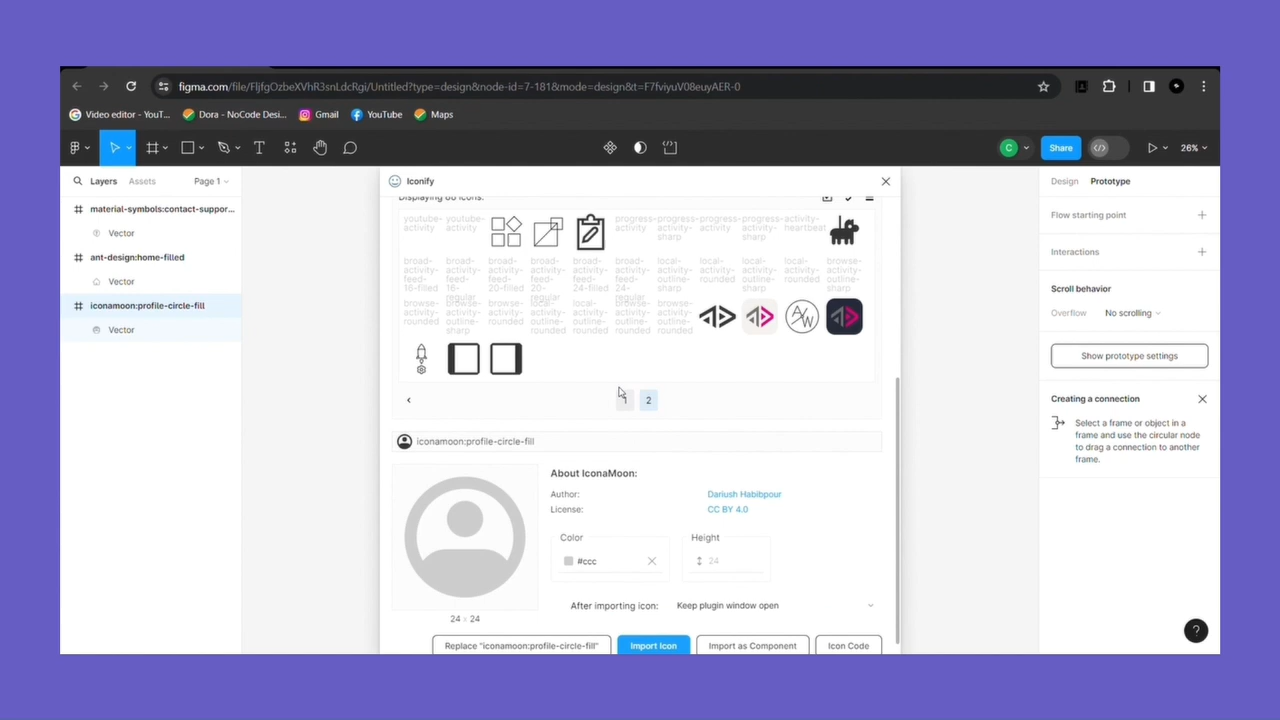 figma.com/file/FljfgOzbeXVhR3snLdcRgi/Untitled?type=design&node-id=7-181&mode=design&t=F7fviyuV08euyAER-0
Video editor - YouT...
Dora - NoCode Desi...
Gmail
YouTube
Maps
C
Share
26%
Layers
Assets
Page 1
Iconify
Design
Prototype
material-symbols:contact-suppor...
Vector
ant-design:home-filled
Vector
iconamoon:profile-circle-fill
Vector
youtube-activity
youtube-activity
progress-activity
progress-activity-sharp
progress-activity
progress-activity-sharp
activity-heartbeat
broad-activity-feed-16-filled
broad-activity-feed-16-regular
broad-activity-feed-20-filled
broad-activity-feed-20-regular
broad-activity-feed-24-filled
broad-activity-feed-24-regular
local-activity-outline-sharp
local-activity-rounded
local-activity-outline-sharp
local-activity-rounded
browse-activity-sharp
browse-activity-rounded
browse-activity-outline-sharp
browse-activity-rounded
local-activity-outline-rounded
local-activity-outline-rounded
browse-activity-outline-rounded
browse-activity-outline-rounded
A/W
1
2
iconamoon:profile-circle-fill
24 x 24
About IconaMoon:
Author:
Dariush Habibpour
License:
CC BY 4.0
Color
#ccc
Height
24
After importing icon:
Keep plugin window open
Replace "iconamoon:profile-circle-fill"
Import Icon
Import as Component
Icon Code
Flow starting point
Interactions
Scroll behavior
Overflow
No scrolling
Show prototype settings
Creating a connection
Select a frame or object in a
frame and use the circular node
to drag a connection to another
frame.
?